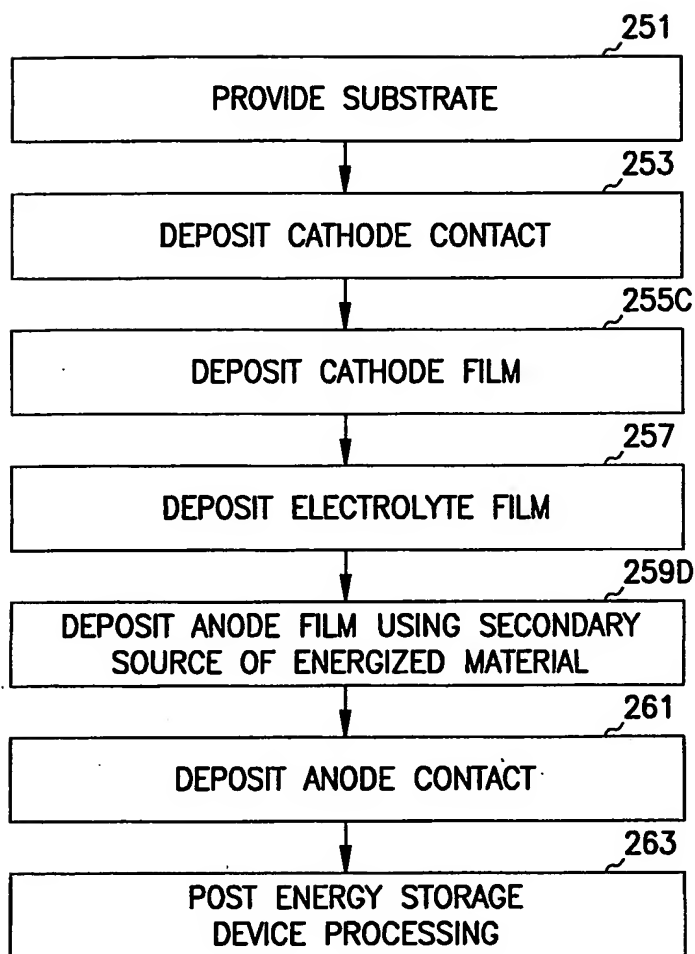 251
PROVIDE SUBSTRATE
253
DEPOSIT CATHODE CONTACT
255C
DEPOSIT CATHODE FILM
257
DEPOSIT ELECTROLYTE FILM
259D
DEPOSIT ANODE FILM USING SECONDARY
SOURCE OF ENERGIZED MATERIAL
261
DEPOSIT ANODE CONTACT
263
POST ENERGY STORAGE
DEVICE PROCESSING